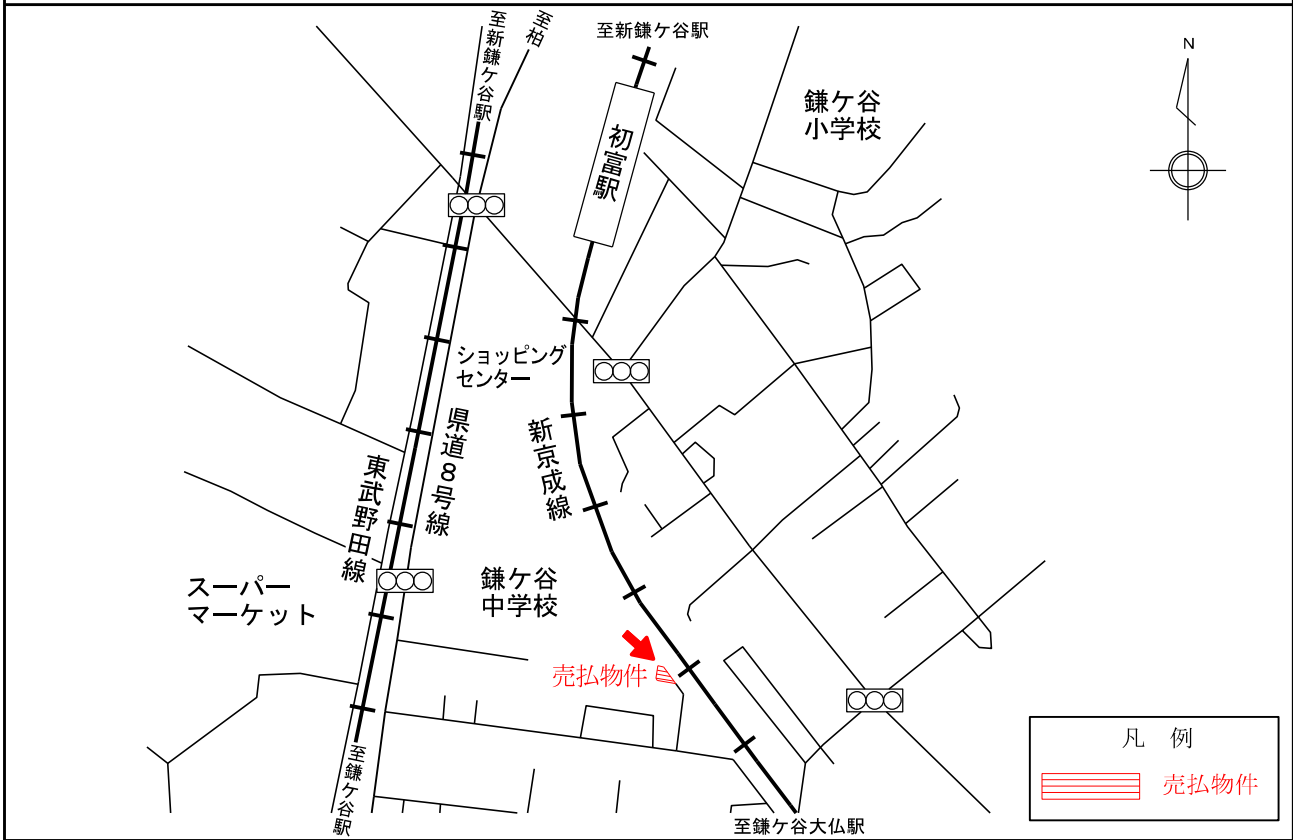 至新鎌ケ谷駅
至柏
至新鎌ケ谷駅
N
鎌ケ谷
小学校
初富駅
ショッピング
センター
県道８号線
新京成線
東武野田線
スーパー
マーケット
鎌ケ谷
中学校
売払物件
凡　例
売払物件
至鎌ケ谷駅
至鎌ケ谷大仏駅